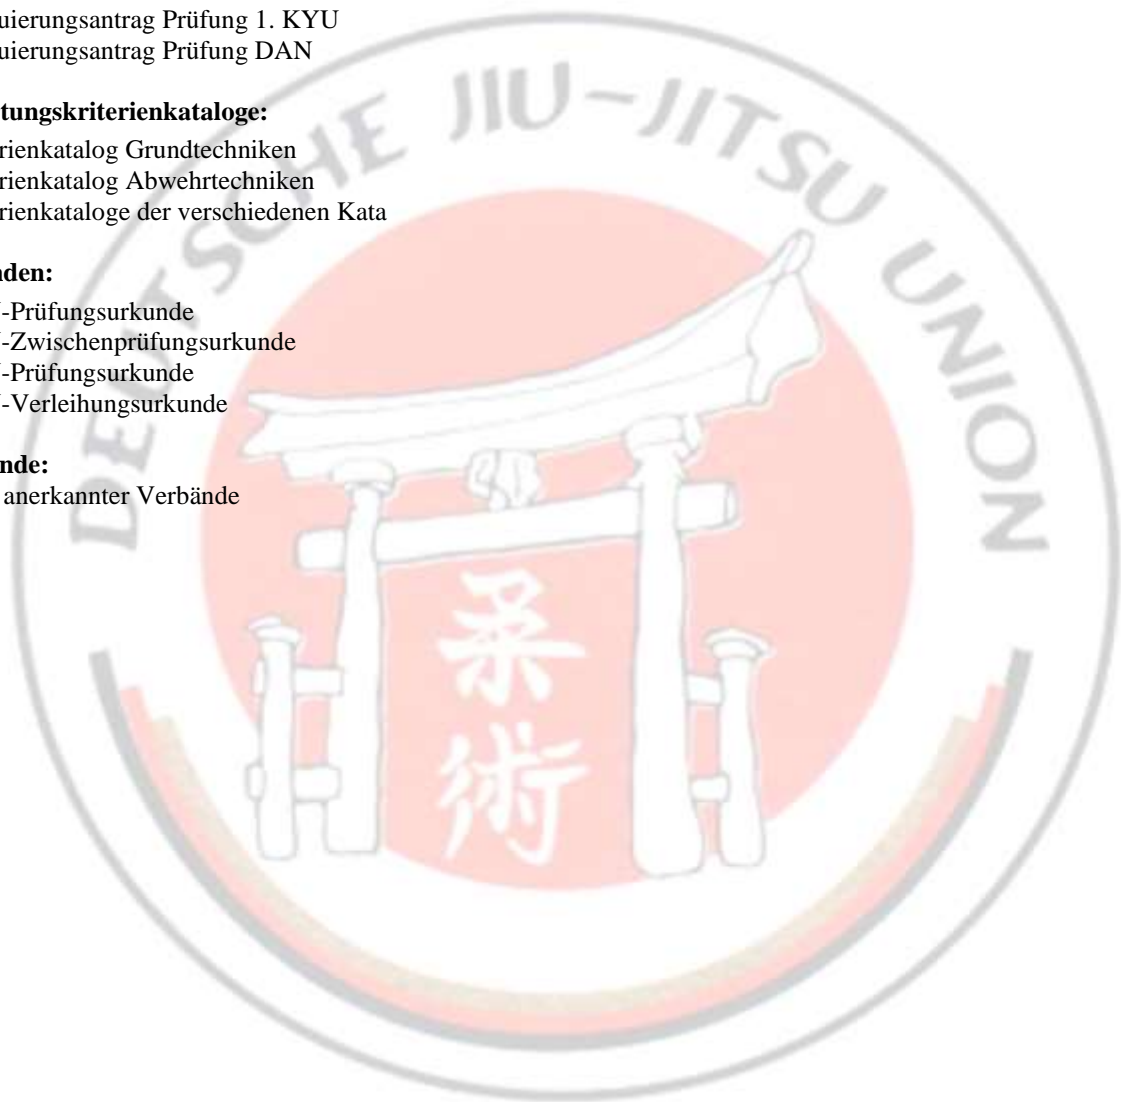 uierungsantrag Prüfung 1. KYU
uierungsantrag Prüfung DAN
tungskriterienkataloge:
rienkatalog Grundtechniken
rienkatalog Abwehrtechniken
rienkataloge der verschiedenen Kata
nden:
-Prüfungsurkunde
-Zwischenprüfungsurkunde
-Prüfungsurkunde
-Verleihungsurkunde
nde:
anerkannter Verbände
DEUTSCHE JIU-JITSU UNION
柔
術